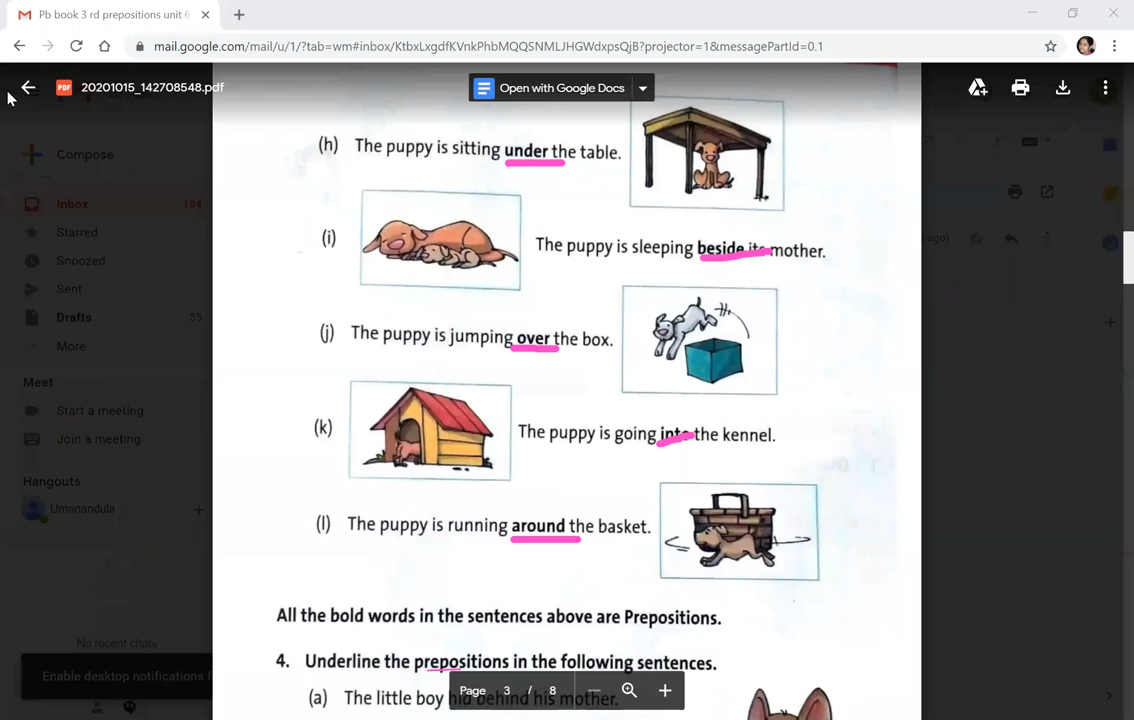 Pb book 3 rd prepositions unit 6
mail.google.com/mail/u/1/?tab=wm#inbox/KtbxLxgdfKVnkPhbMQQSNMLJHGWdxpsQjB?projector=1&messagePartId=0.1
PDF 20201015_142708548.pdf
Open with Google Docs
Compose
Inbox 104
Starred
Snoozed
Sent
Drafts 55
More
Meet
Start a meeting
Join a meeting
Hangouts
Umanandula
No recent chats
Enable desktop notifications f
ago)
(h) The puppy is sitting under the table.
(i) The puppy is sleeping beside its mother.
(j) The puppy is jumping over the box.
(k) The puppy is going into the kennel.
(l) The puppy is running around the basket.
All the bold words in the sentences above are Prepositions.
4. Underline the prepositions in the following sentences.
(a) The little boy hid behind his mother.
Page 3 / 8